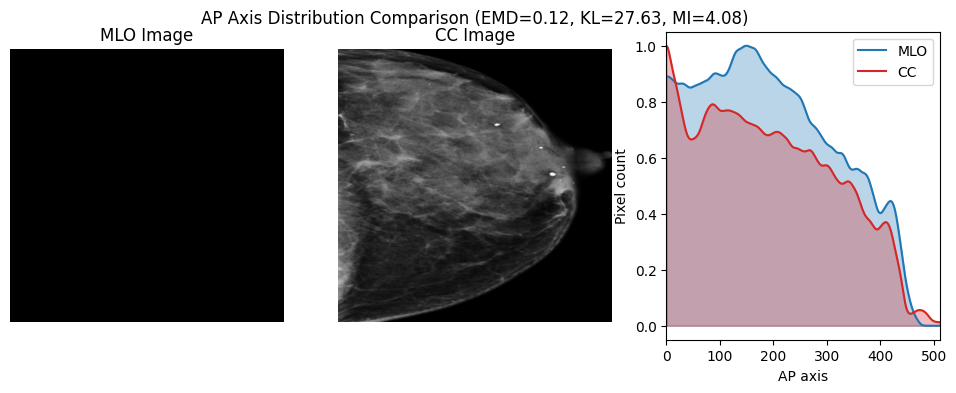 AP Axis Distribution Comparison (EMD=0.12, KL=27.63, MI=4.08)
MLO Image
CC Image
MLO
CC
Pixel count
1.0
0.8
0.6
0.4
0.2
0.0
0 100 200 300 400 500
AP axis